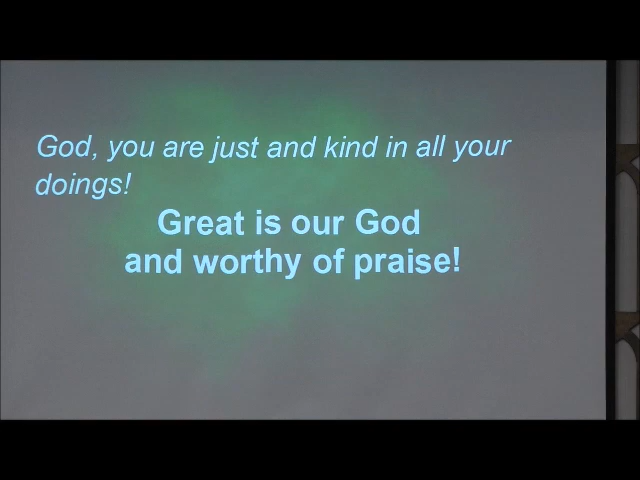 God, you are just and kind in all your
doings!
Great is our God
and worthy of praise!